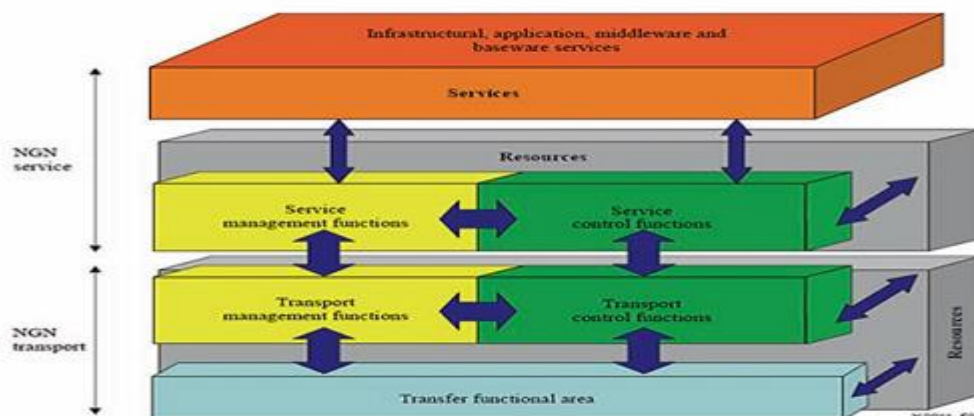 Infrastructural, application, middleware and
baseware services
Services
NGN
service
Resources
Service
management functions
Service
control functions
NGN
transport
Transport
management functions
Transport
control functions
Resources
Transfer functional area